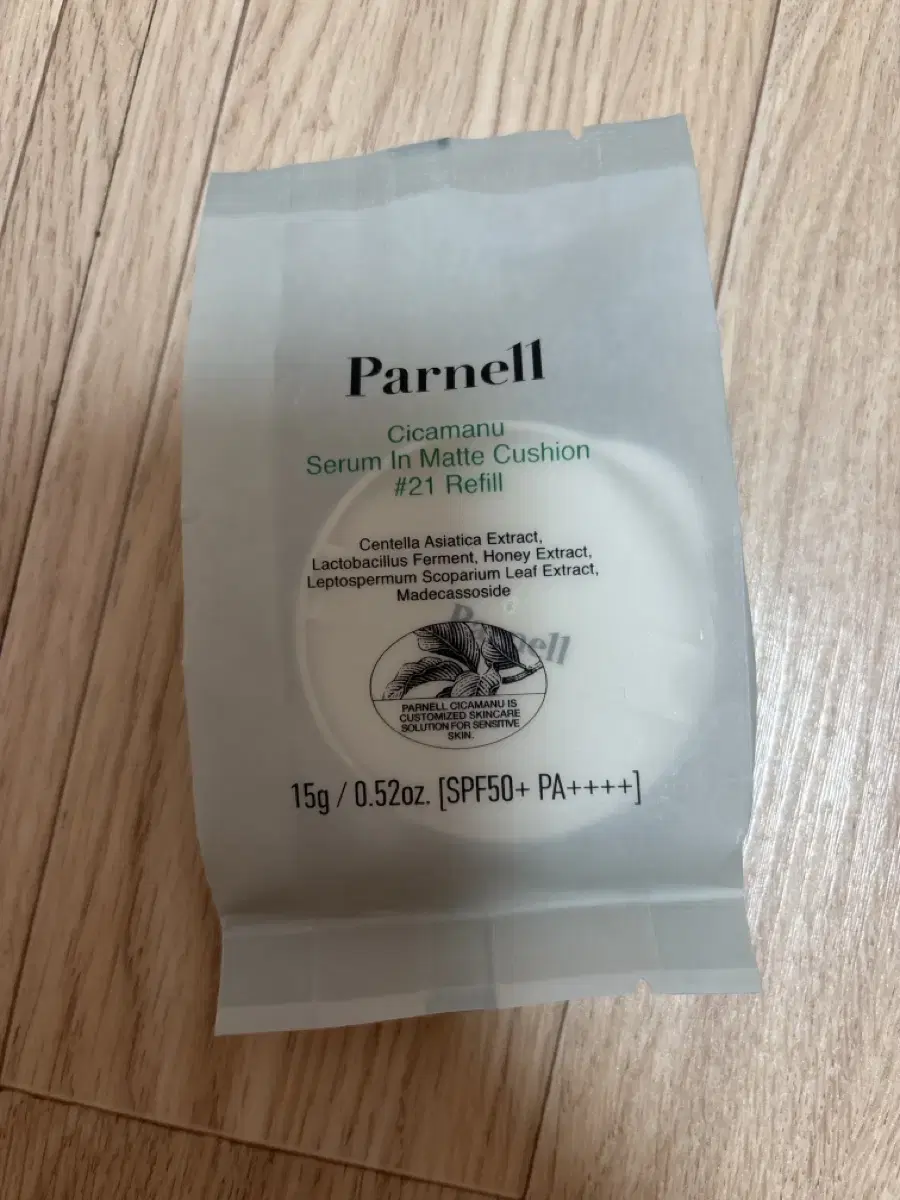 Parnell
Cicamanu
Serum In Matte Cushion
#21 Refill
Centella Asiatica Extract,
Lactobacillus Ferment, Honey Extract,
Leptospermum Scoparium Leaf Extract,
Madecassoside
PARNELL CICAMANU IS
CUSTOMIZED SKINCARE
SOLUTION FOR SENSITIVE
SKIN.
15g / 0.52oz. [SPF50+ PA++++]